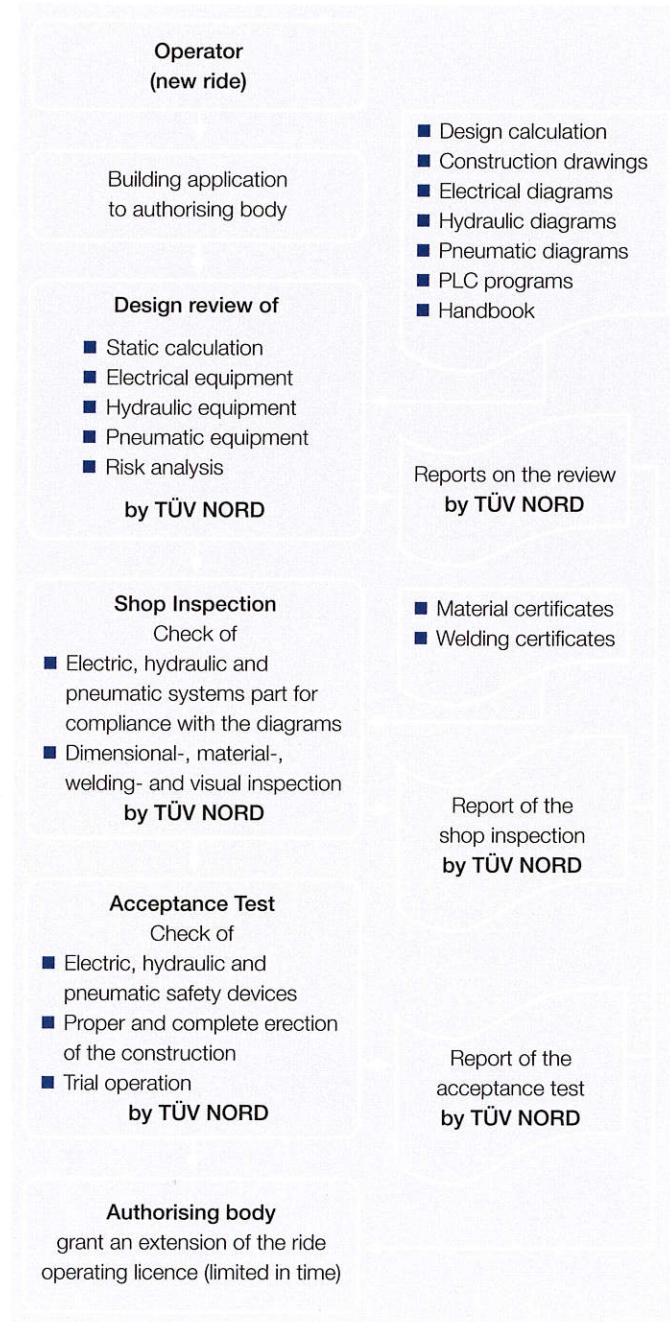 Operator
(new ride)
Building application
to authorising body
■ Design calculation
■ Construction drawings
■ Electrical diagrams
■ Hydraulic diagrams
■ Pneumatic diagrams
■ PLC programs
■ Handbook
Design review of
■ Static calculation
■ Electrical equipment
■ Hydraulic equipment
■ Pneumatic equipment
■ Risk analysis
by TÜV NORD
Reports on the review
by TÜV NORD
Shop Inspection
Check of
■ Electric, hydraulic and
pneumatic systems part for
compliance with the diagrams
■ Dimensional-, material-,
welding- and visual inspection
by TÜV NORD
■ Material certificates
■ Welding certificates
Report of the
shop inspection
by TÜV NORD
Acceptance Test
Check of
■ Electric, hydraulic and
pneumatic safety devices
■ Proper and complete erection
of the construction
■ Trial operation
by TÜV NORD
Report of the
acceptance test
by TÜV NORD
Authorising body
grant an extension of the ride
operating licence (limited in time)